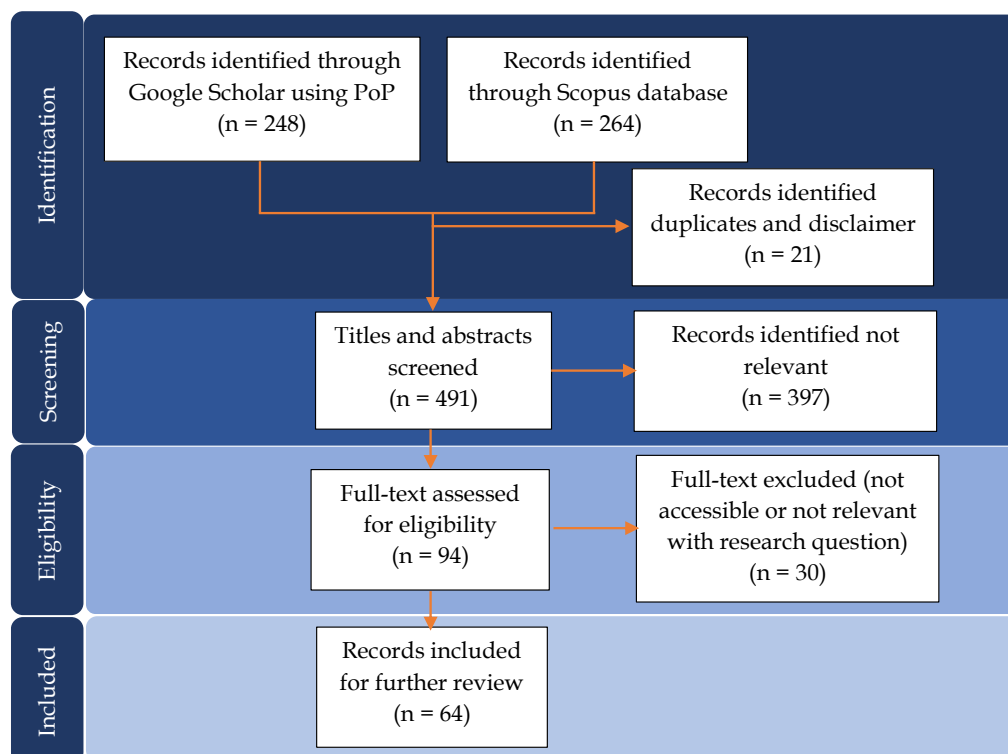 Identification
Records identified through
Google Scholar using PoP
(n = 248)
Records identified
through Scopus database
(n = 264)
Records identified
duplicates and disclaimer
(n = 21)
Screening
Titles and abstracts
screened
(n = 491)
Records identified not
relevant
(n = 397)
Eligibility
Full-text assessed
for eligibility
(n = 94)
Full-text excluded (not
accessible or not relevant
with research question)
(n = 30)
Included
Records included
for further review
(n = 64)